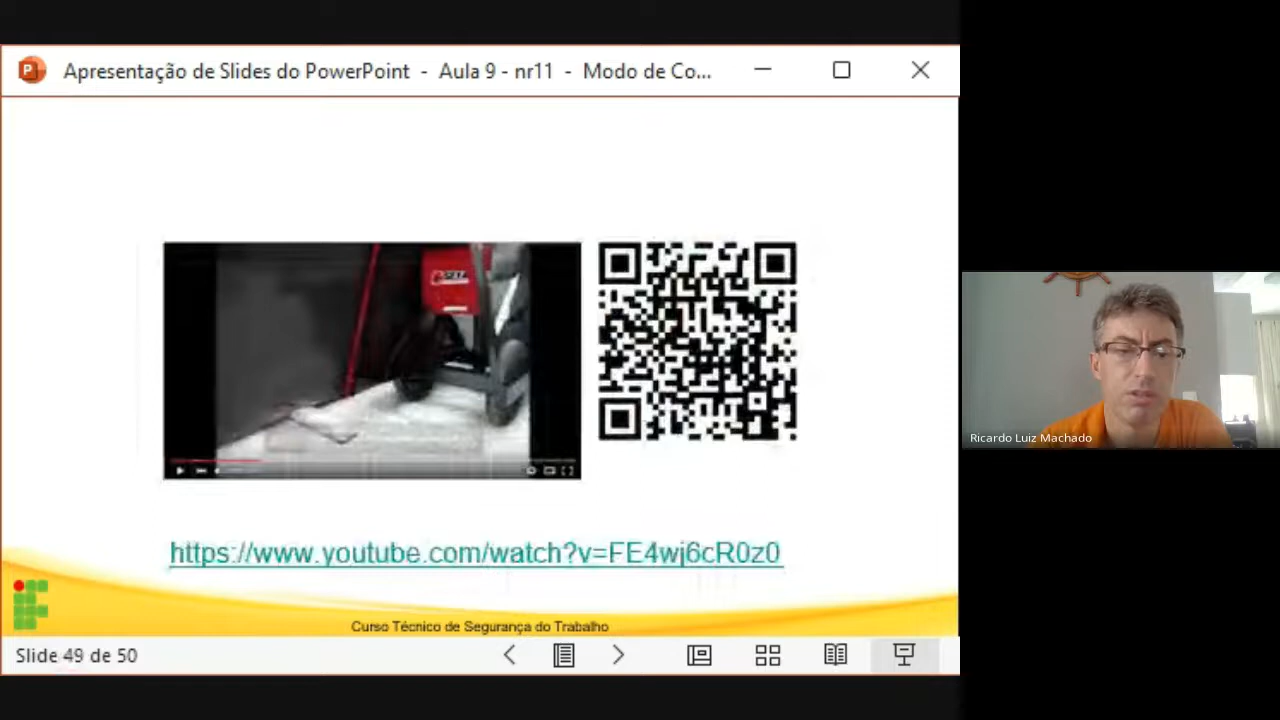 Apresentação de Slides do PowerPoint - Aula 9 - nr11 - Modo de Co...
https://www.youtube.com/watch?v=FE4wj6cR0z0
Curso Técnico de Segurança do Trabalho
Slide 49 de 50
Ricardo Luiz Machado